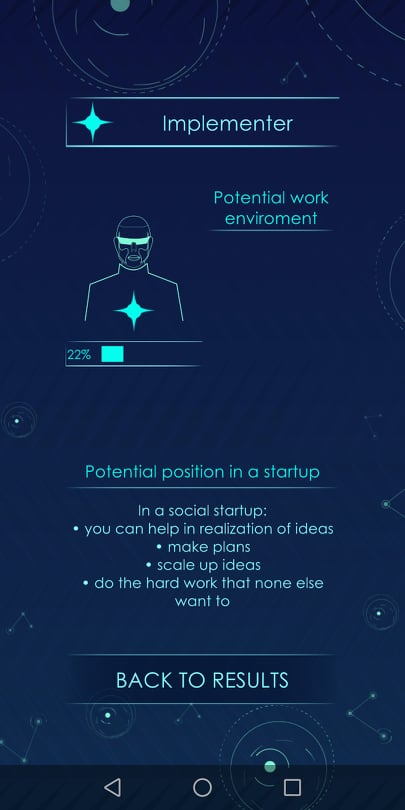 Implementer
Potential work
enviroment
22%
Potential position in a startup
In a social startup:
• you can help in realization of ideas
• make plans
• scale up ideas
• do the hard work that none else
want to
BACK TO RESULTS